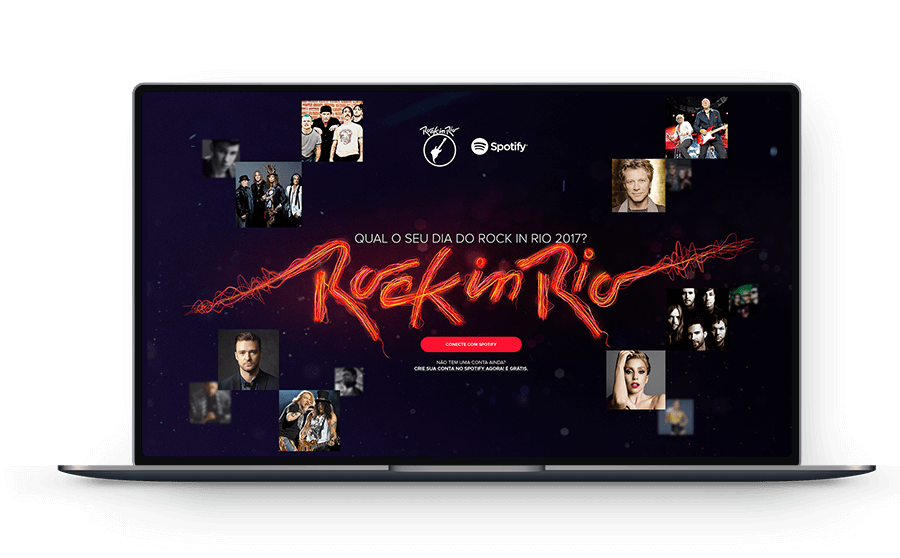 Rock in Rio
Spotify
QUAL O SEU DIA DO ROCK IN RIO 2017?
Rock in Rio
CONECTE COM SPOTIFY
NÃO TEM UMA CONTA AINDA?
CRIE SUA CONTA NO SPOTIFY AGORA! É GRÁTIS.